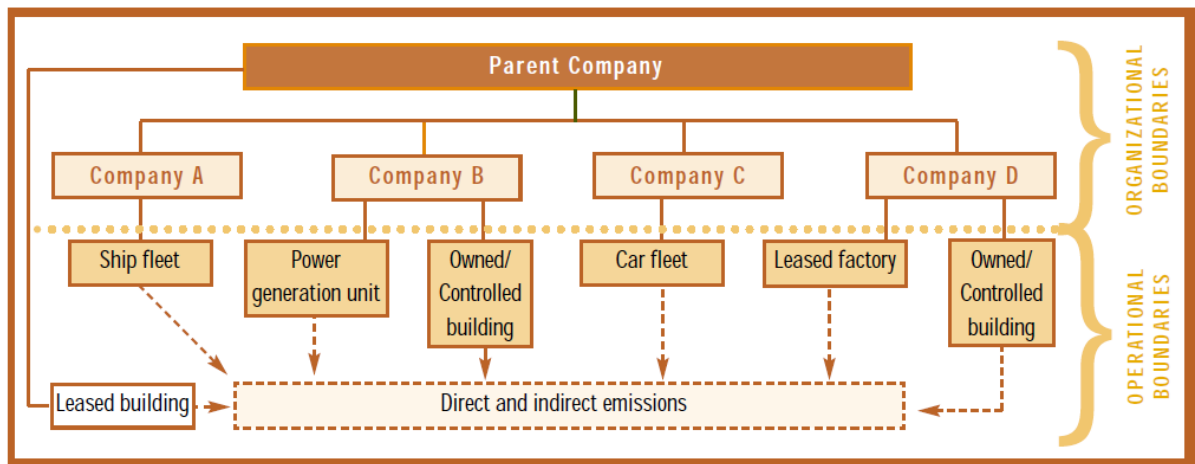 Parent Company
Company A
Company B
Company C
Company D
ORGANIZATIONAL
BOUNDARIES
Ship fleet
Power
generation unit
Owned/
Controlled
building
Car fleet
Leased factory
Owned/
Controlled
building
Leased building
Direct and indirect emissions
OPERATIONAL
BOUNDARIES